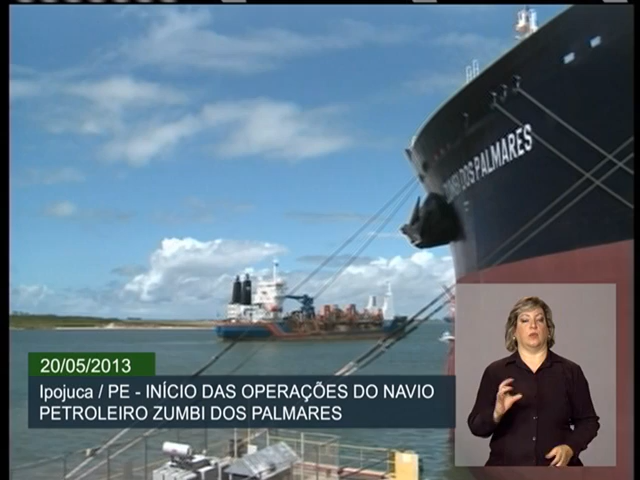 ZUMBI DOS PALMARES
20/05/2013
Ipojuca / PE - INÍCIO DAS OPERAÇÕES DO NAVIO
PETROLEIRO ZUMBI DOS PALMARES